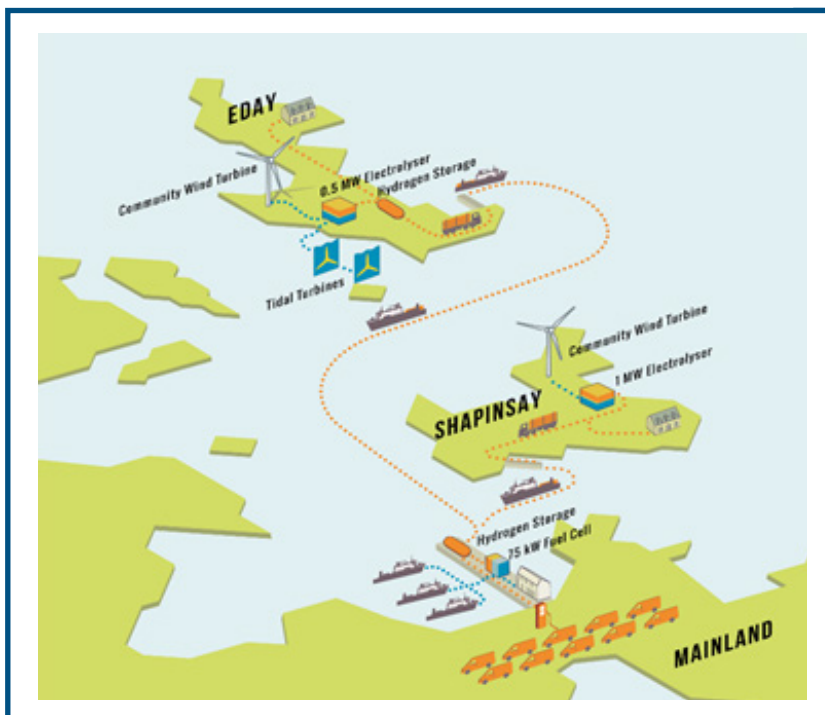 EDAY
Community Wind Turbine
0.5 MW Electrolyser
Hydrogen Storage
Tidal Turbines
Community Wind Turbine
1 MW Electrolyser
SHAPINSAY
Hydrogen Storage
75 kW Fuel Cell
MAINLAND